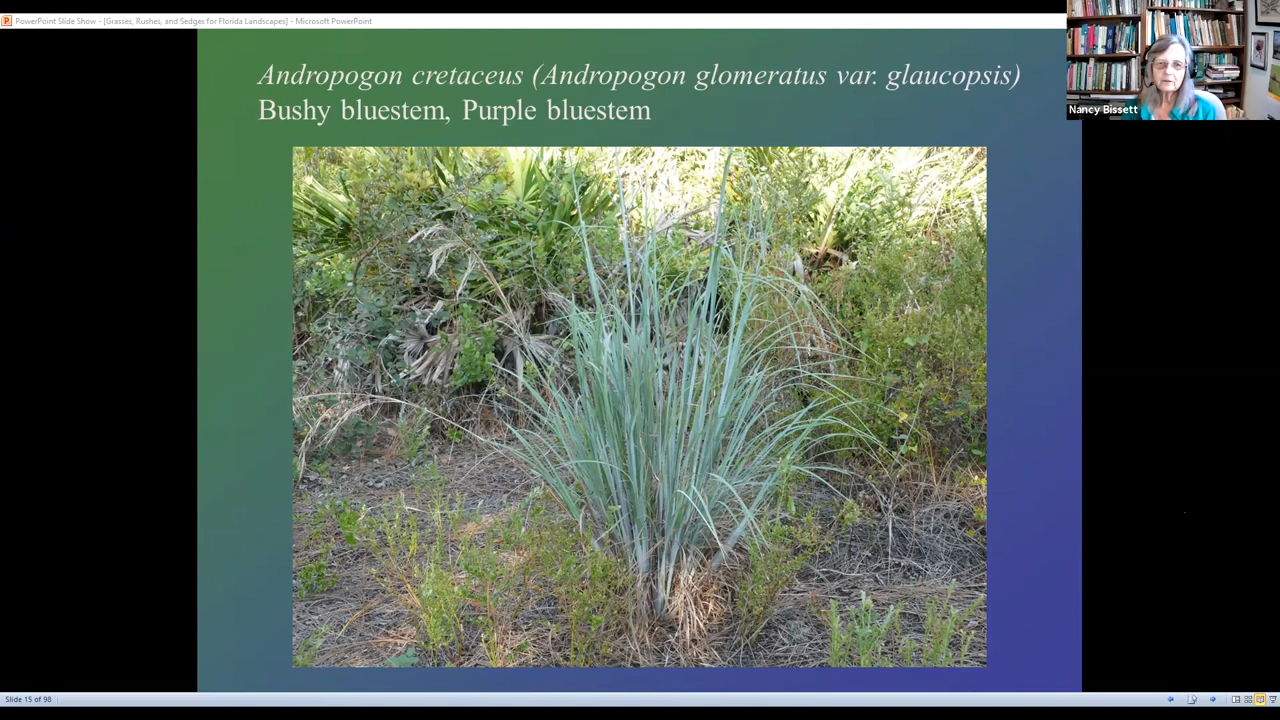 PowerPoint Slide Show - [Grasses, Rushes, and Sedges for Florida Landscapes] - Microsoft PowerPoint
Andropogon cretaceus (Andropogon glomeratus var. glaucopsis)
Bushy bluestem, Purple bluestem
Nancy Bissett
Slide 15 of 98